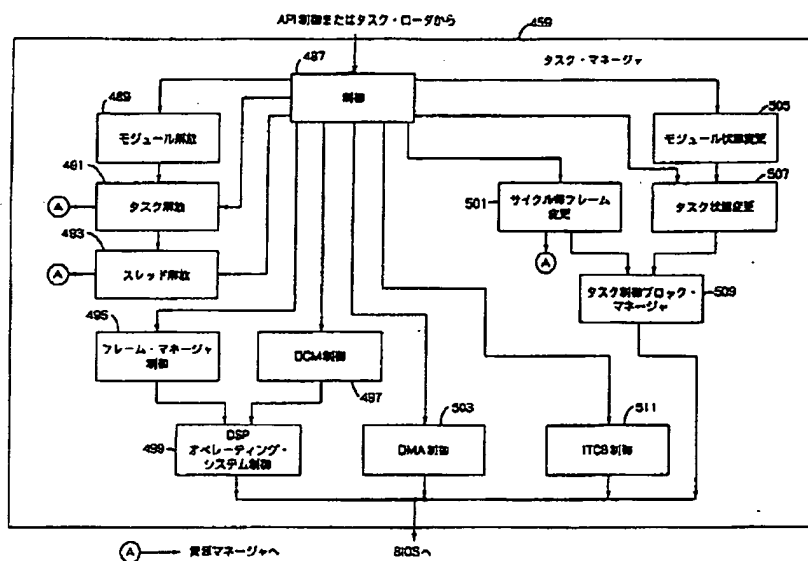 API制御またはタスク・ローダから
459
487
タスク・マネージャ
制御
489
モジュール解放
505
モジュール状態変更
491
タスク解放
A
501
サイクル毎フレーム
変更
507
タスク状態変更
493
スレッド解放
A
A
タスク制御ブロック・
マネージャ
509
495
フレーム・マネージャ
制御
DCM制御
497
499
DSP
オペレーティング・
システム制御
503
DMA制御
511
ITCB制御
A
資源マネージャへ
BIOSへ